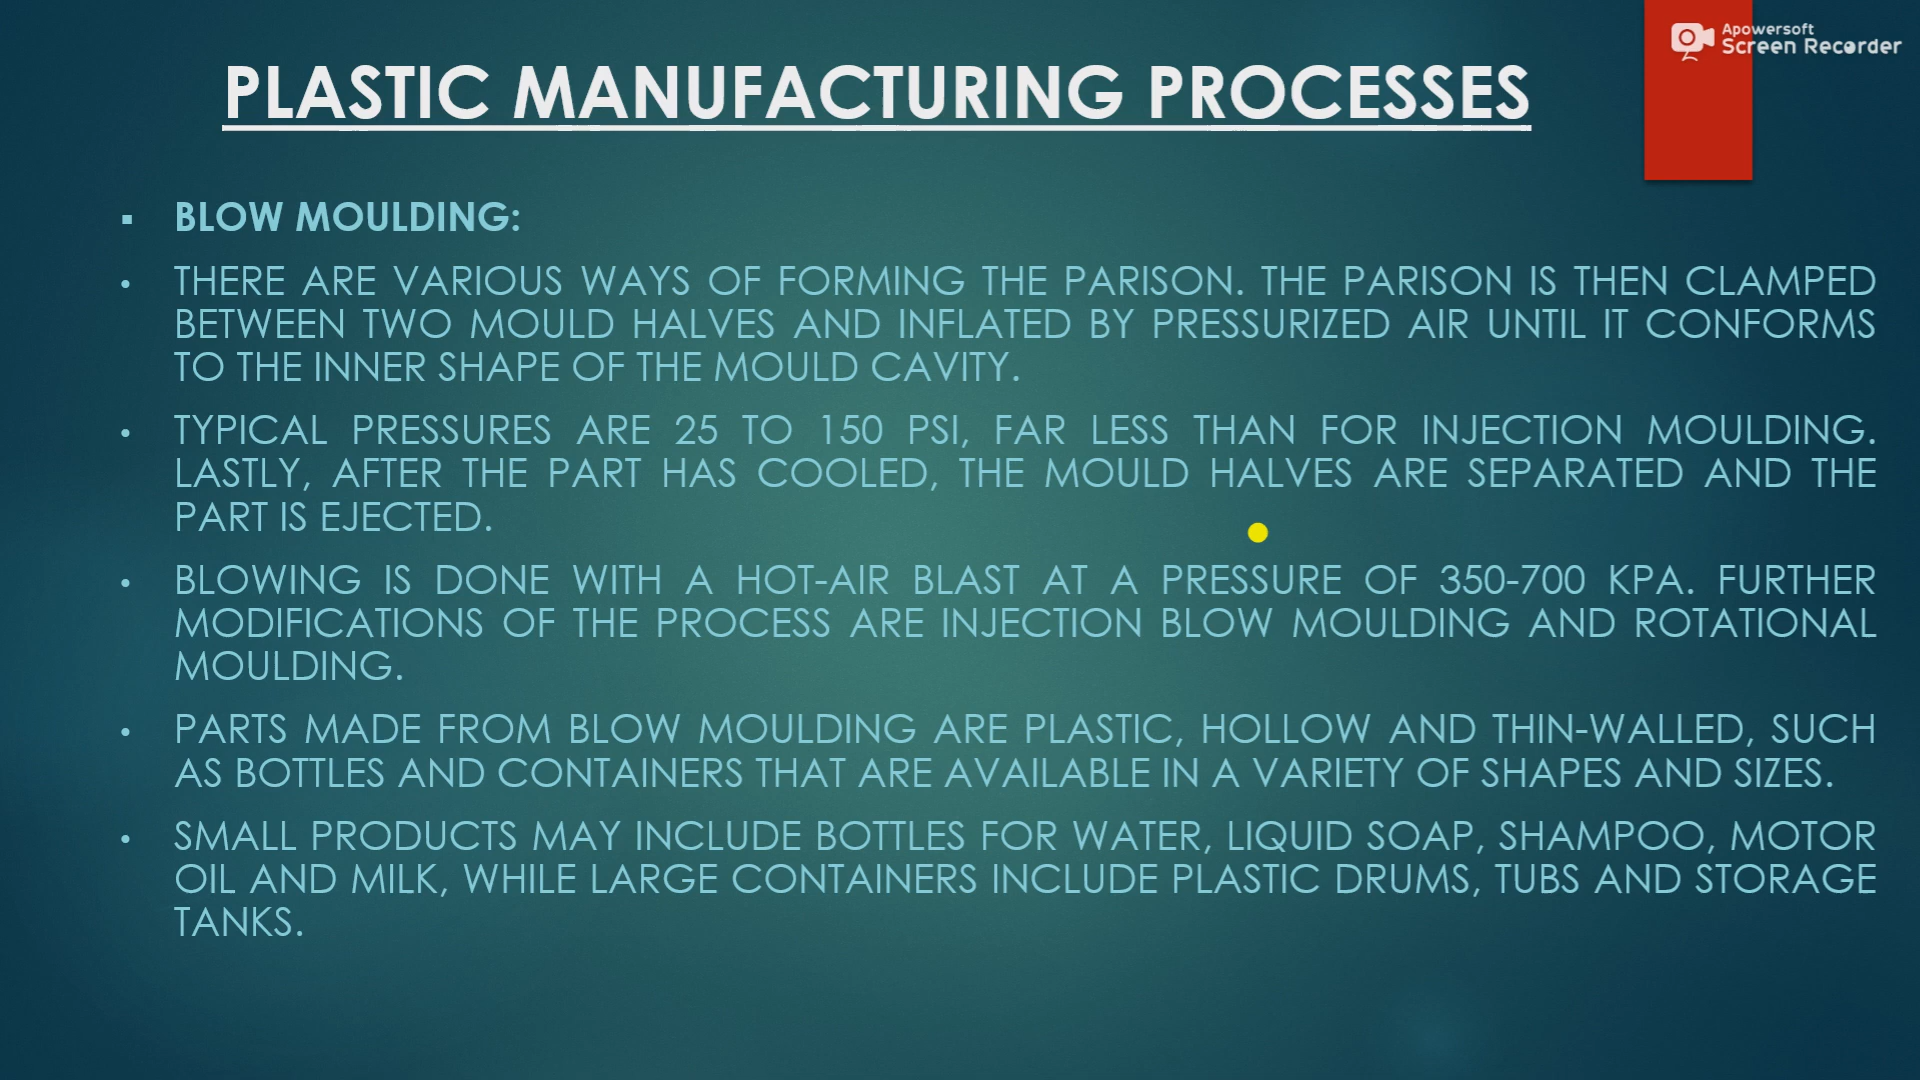 Apowersoft
Screen Recorder
PLASTIC MANUFACTURING PROCESSES
▪ BLOW MOULDING:
• THERE ARE VARIOUS WAYS OF FORMING THE PARISON. THE PARISON IS THEN CLAMPED
BETWEEN TWO MOULD HALVES AND INFLATED BY PRESSURIZED AIR UNTIL IT CONFORMS
TO THE INNER SHAPE OF THE MOULD CAVITY.
• TYPICAL PRESSURES ARE 25 TO 150 PSI, FAR LESS THAN FOR INJECTION MOULDING.
LASTLY, AFTER THE PART HAS COOLED, THE MOULD HALVES ARE SEPARATED AND THE
PART IS EJECTED.
• BLOWING IS DONE WITH A HOT-AIR BLAST AT A PRESSURE OF 350-700 KPA. FURTHER
MODIFICATIONS OF THE PROCESS ARE INJECTION BLOW MOULDING AND ROTATIONAL
MOULDING.
• PARTS MADE FROM BLOW MOULDING ARE PLASTIC, HOLLOW AND THIN-WALLED, SUCH
AS BOTTLES AND CONTAINERS THAT ARE AVAILABLE IN A VARIETY OF SHAPES AND SIZES.
• SMALL PRODUCTS MAY INCLUDE BOTTLES FOR WATER, LIQUID SOAP, SHAMPOO, MOTOR
OIL AND MILK, WHILE LARGE CONTAINERS INCLUDE PLASTIC DRUMS, TUBS AND STORAGE
TANKS.